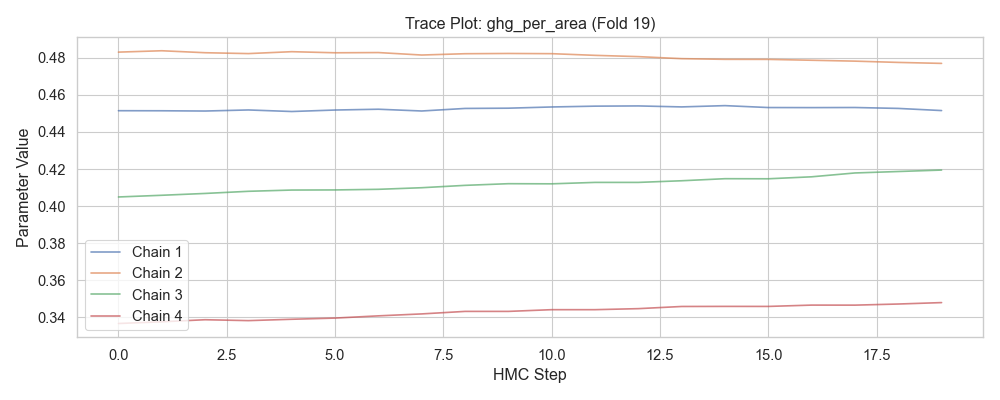 Trace Plot: ghg_per_area (Fold 19)
Parameter Value
0.48
0.46
0.44
0.42
0.40
0.38
0.36
0.34
Chain 1
Chain 2
Chain 3
Chain 4
0.0 2.5 5.0 7.5 10.0 12.5 15.0 17.5
HMC Step